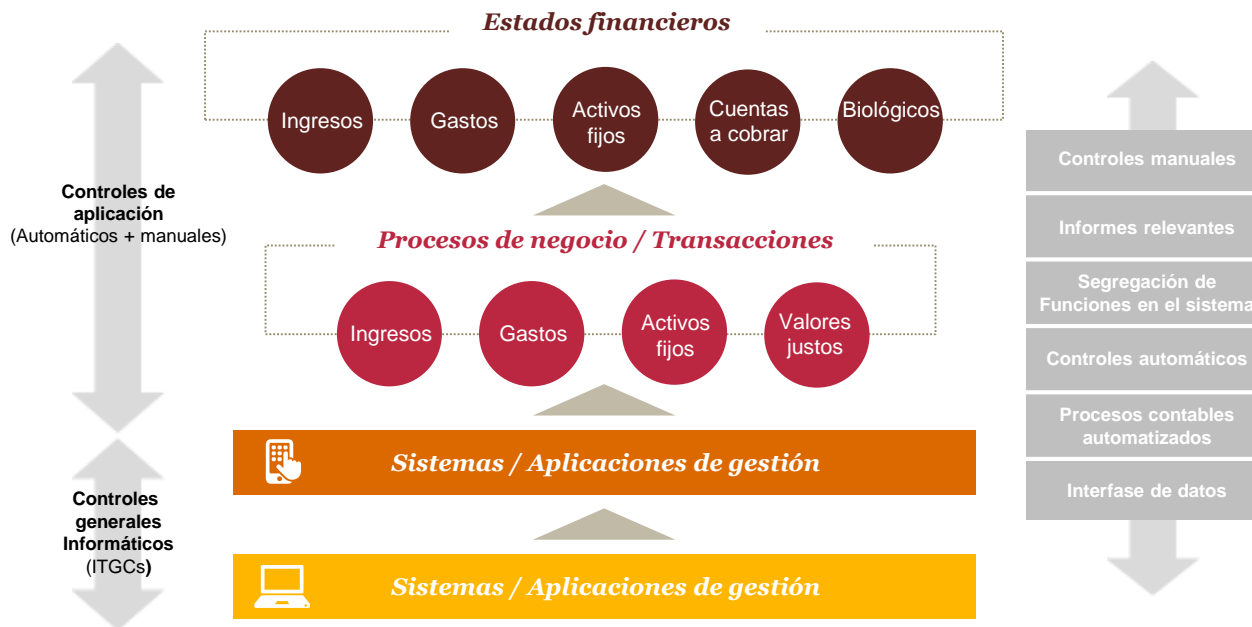 Estados financieros
Ingresos
Gastos
Activos
fijos
Cuentas
a cobrar
Biológicos
Controles de
aplicación
(Automáticos + manuales)
Procesos de negocio / Transacciones
Ingresos
Gastos
Activos
fijos
Valores
justos
Sistemas / Aplicaciones de gestión
Controles
generales
Informáticos
(ITGCs)
Sistemas / Aplicaciones de gestión
Controles manuales
Informes relevantes
Segregación de
Funciones en el sistema
Controles automáticos
Procesos contables
automatizados
Interfase de datos